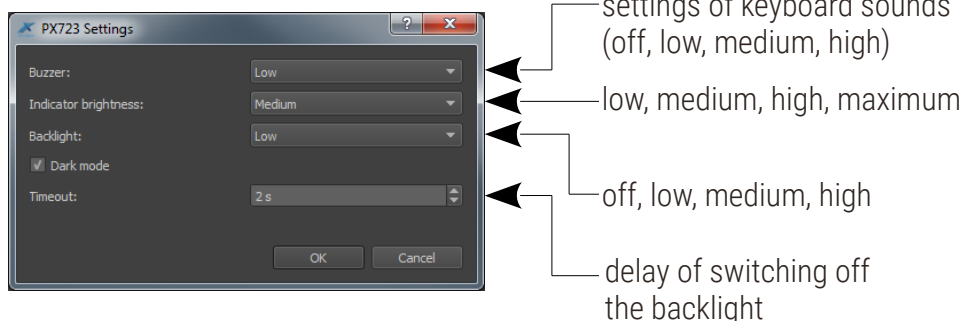 settings of keyboard sounds
(off, low, medium, high)
PX723 Settings
?
X
Buzzer:
Low
Indicator brightness:
Medium
low, medium, high, maximum
Backlight:
Low
Dark mode
off, low, medium, high
Timeout:
2 s
OK
Cancel
delay of switching off
the backlight